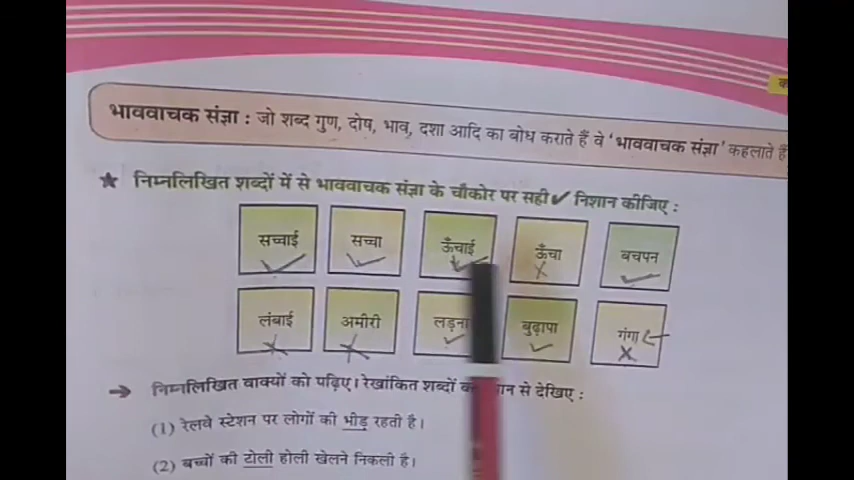 भाववाचक संज्ञा : जो शब्द गुण, दोष, भाव, दशा आदि का बोध कराते हैं वे 'भाववाचक संज्ञा' कहलाते हैं
★ निम्नलिखित शब्दों में से भाववाचक संज्ञा के चौकोर पर सही ✓ निशान कीजिए :
सच्चाई सच्चा ऊँचाई ऊँचा बचपन
लंबाई अमीरी लड़ना बुढ़ापा गंगा
→ निम्नलिखित वाक्यों को पढ़िए। रेखांकित शब्दों से देखिए :
(1) रेलवे स्टेशन पर लोगों की भीड़ रहती है।
(2) बच्चों की टोली होली खेलने निकली है।